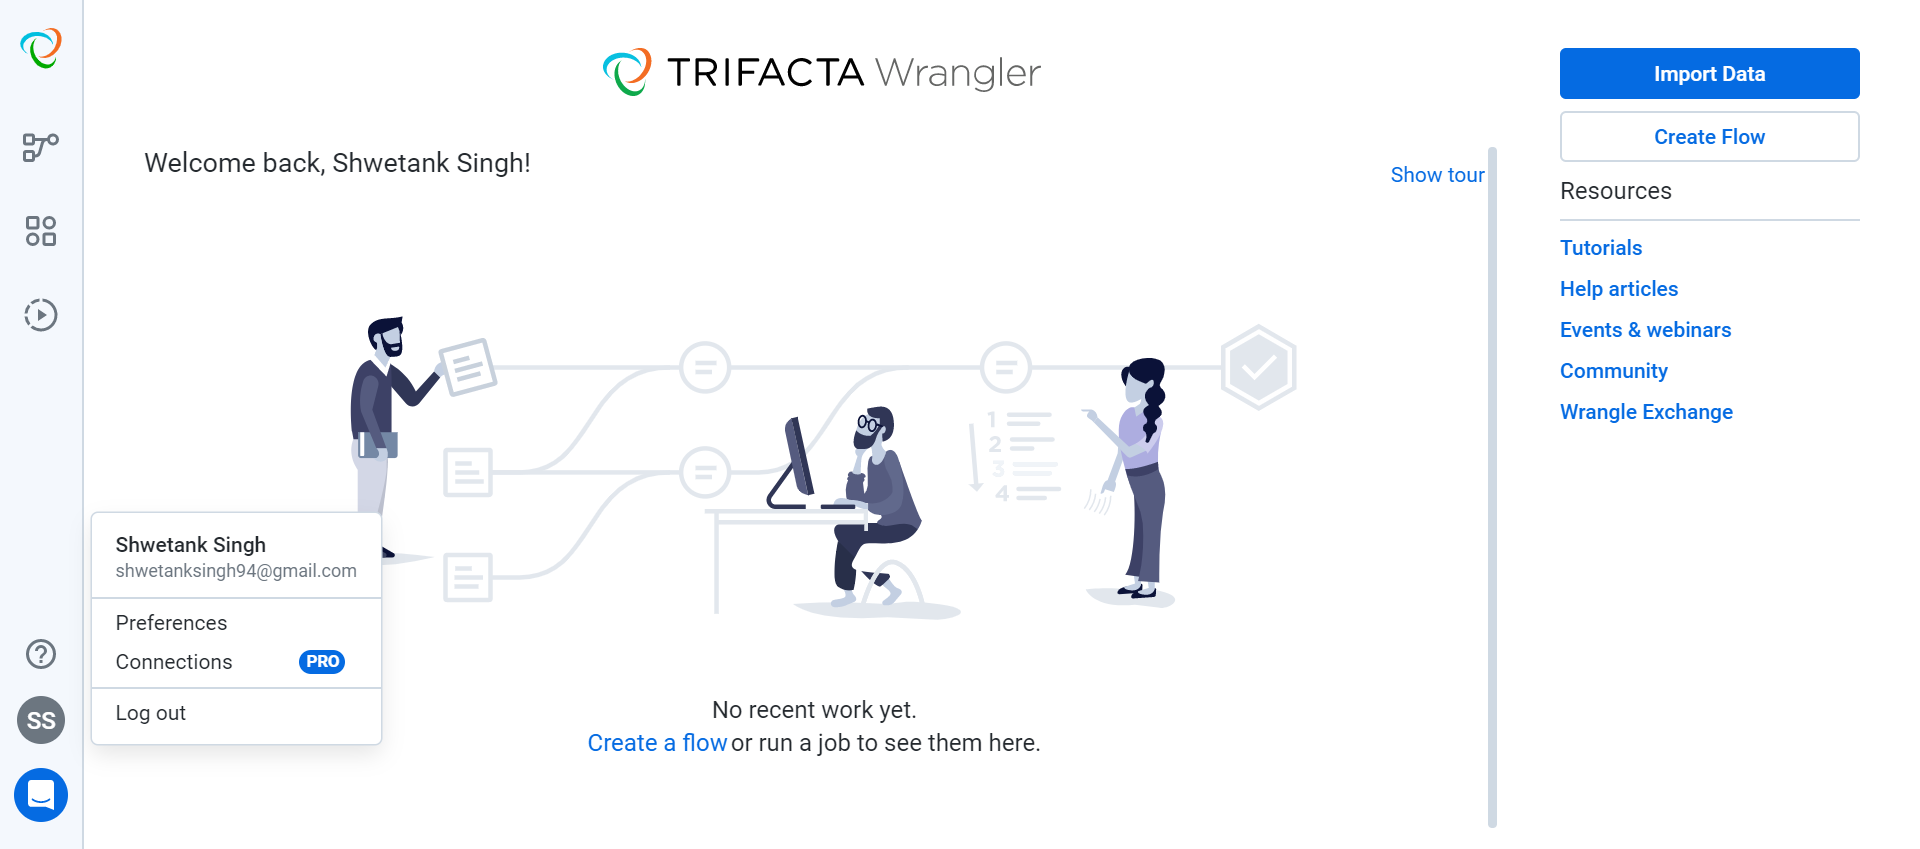 TRIFACTA Wrangler
Welcome back, Shwetank Singh!
Show tour
Import Data
Create Flow
Resources
Tutorials
Help articles
Events & webinars
Community
Wrangle Exchange
1
2
3
4
Shwetank Singh
shwetanksingh94@gmail.com
Preferences
Connections PRO
Log out
SS
No recent work yet.
Create a flow or run a job to see them here.